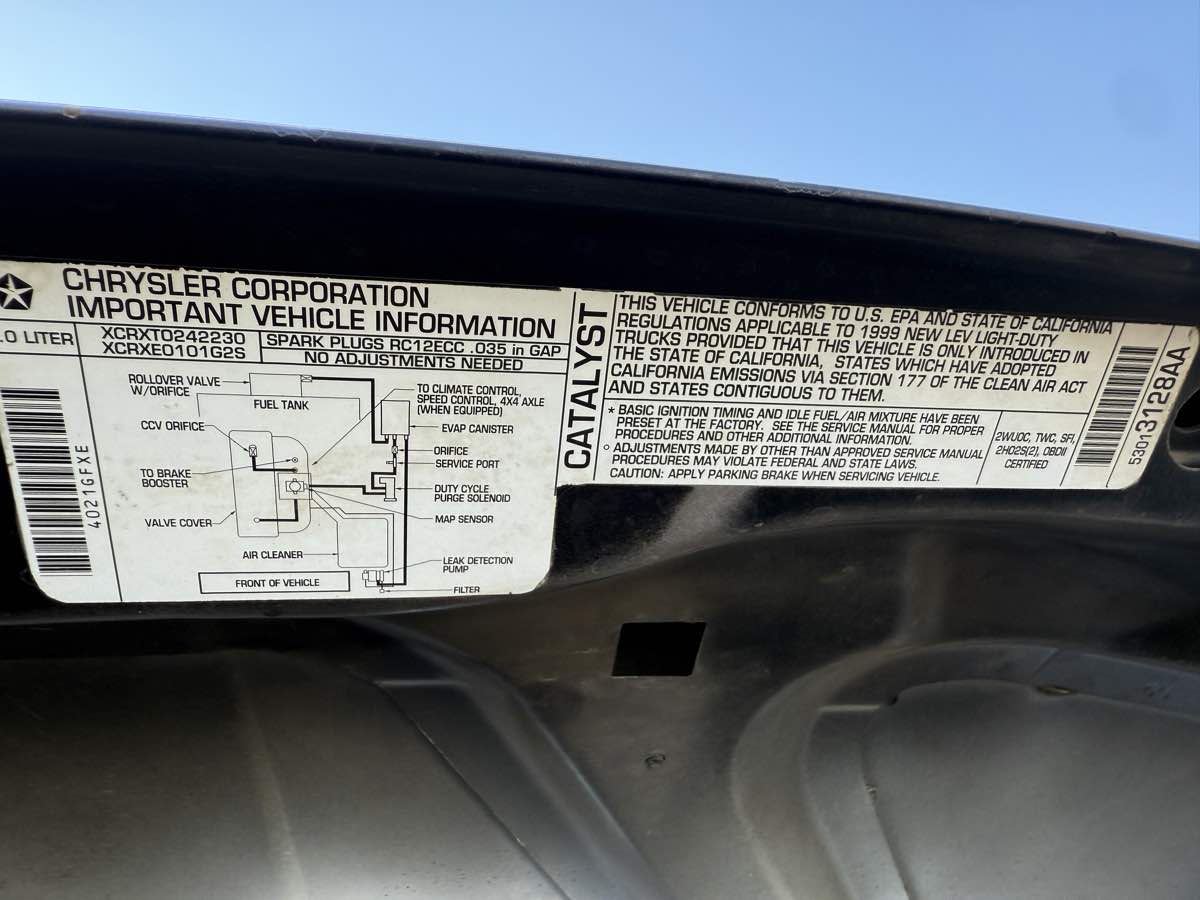 CHRYSLER CORPORATION
IMPORTANT VEHICLE INFORMATION
.0 LITER
XCRXT0242230
XCRXE0101G2S
SPARK PLUGS RC12ECC .035 in GAP
NO ADJUSTMENTS NEEDED
ROLLOVER VALVE
W/ORIFICE
FUEL TANK
TO CLIMATE CONTROL,
SPEED CONTROL, 4X4 AXLE
(WHEN EQUIPPED)
EVAP CANISTER
CCV ORIFICE
ORIFICE
SERVICE PORT
TO BRAKE
BOOSTER
DUTY CYCLE
PURGE SOLENOID
VALVE COVER
MAP SENSOR
AIR CLEANER
LEAK DETECTION
PUMP
FRONT OF VEHICLE
FILTER
4021GFXE
CATALYST
THIS VEHICLE CONFORMS TO U.S. EPA AND STATE OF CALIFORNIA
REGULATIONS APPLICABLE TO 1999 NEW LEV LIGHT-DUTY
TRUCKS PROVIDED THAT THIS VEHICLE IS ONLY INTRODUCED IN
THE STATE OF CALIFORNIA, STATES WHICH HAVE ADOPTED
CALIFORNIA EMISSIONS VIA SECTION 177 OF THE CLEAN AIR ACT
AND STATES CONTIGUOUS TO THEM.
* BASIC IGNITION TIMING AND IDLE FUEL/AIR MIXTURE HAVE BEEN
PRESET AT THE FACTORY. SEE THE SERVICE MANUAL FOR PROPER
PROCEDURES AND OTHER ADDITIONAL INFORMATION.
○ ADJUSTMENTS MADE BY OTHER THAN APPROVED SERVICE MANUAL
PROCEDURES MAY VIOLATE FEDERAL AND STATE LAWS.
CAUTION: APPLY PARKING BRAKE WHEN SERVICING VEHICLE.
2WUOC, TWC, SFI,
2HO2S(2), OBDII
CERTIFIED
53013128AA